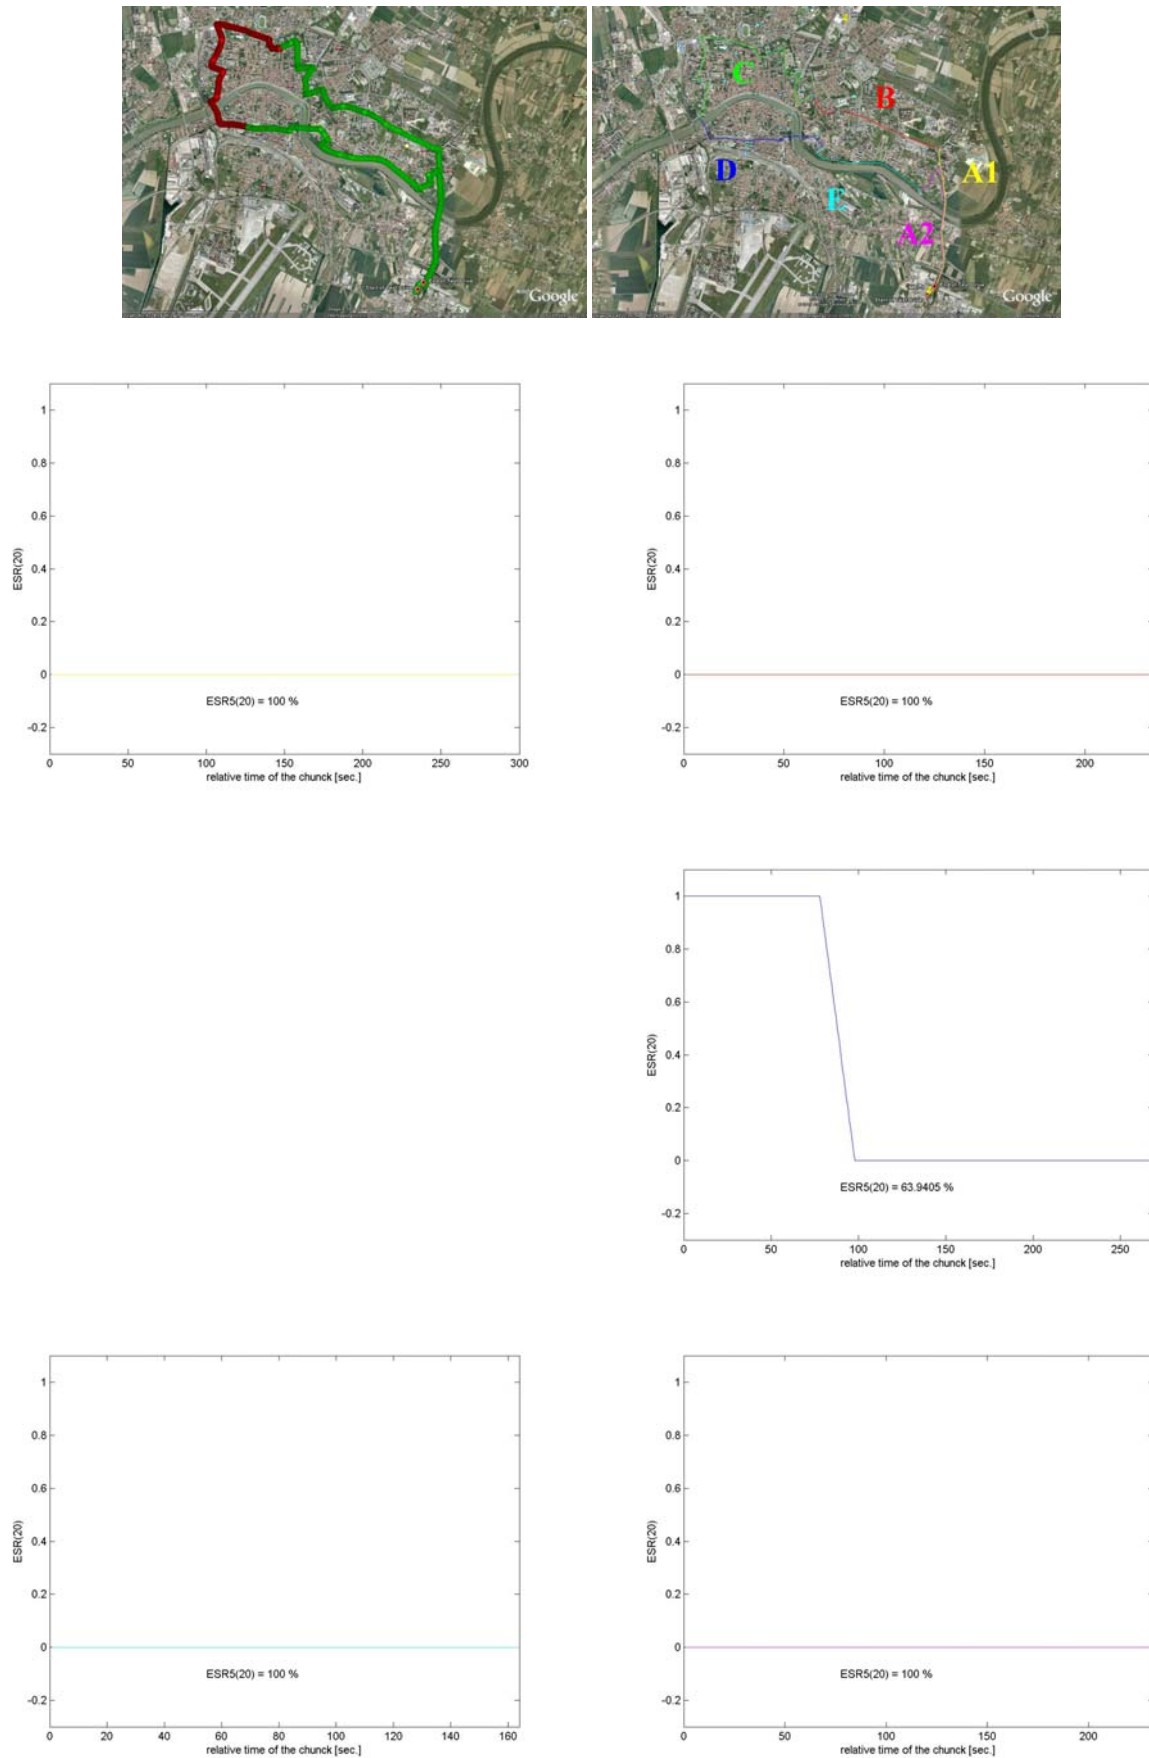 Google
C
B
D
A1
E
A2
Google
1
0.8
0.6
0.4
0.2
0
-0.2
ESR(20)
ESR5(20) = 100 %
0 50 100 150 200 250 300
relative time of the chunck [sec.]
1
0.8
0.6
0.4
0.2
0
-0.2
ESR(20)
ESR5(20) = 100 %
0 50 100 150 200
relative time of the chunck [sec.]
1
0.8
0.6
0.4
0.2
0
-0.2
ESR(20)
ESR5(20) = 63.9405 %
0 50 100 150 200 250
relative time of the chunck [sec.]
1
0.8
0.6
0.4
0.2
0
-0.2
ESR(20)
ESR5(20) = 100 %
0 20 40 60 80 100 120 140 160
relative time of the chunck [sec.]
1
0.8
0.6
0.4
0.2
0
-0.2
ESR(20)
ESR5(20) = 100 %
0 50 100 150 200
relative time of the chunck [sec.]